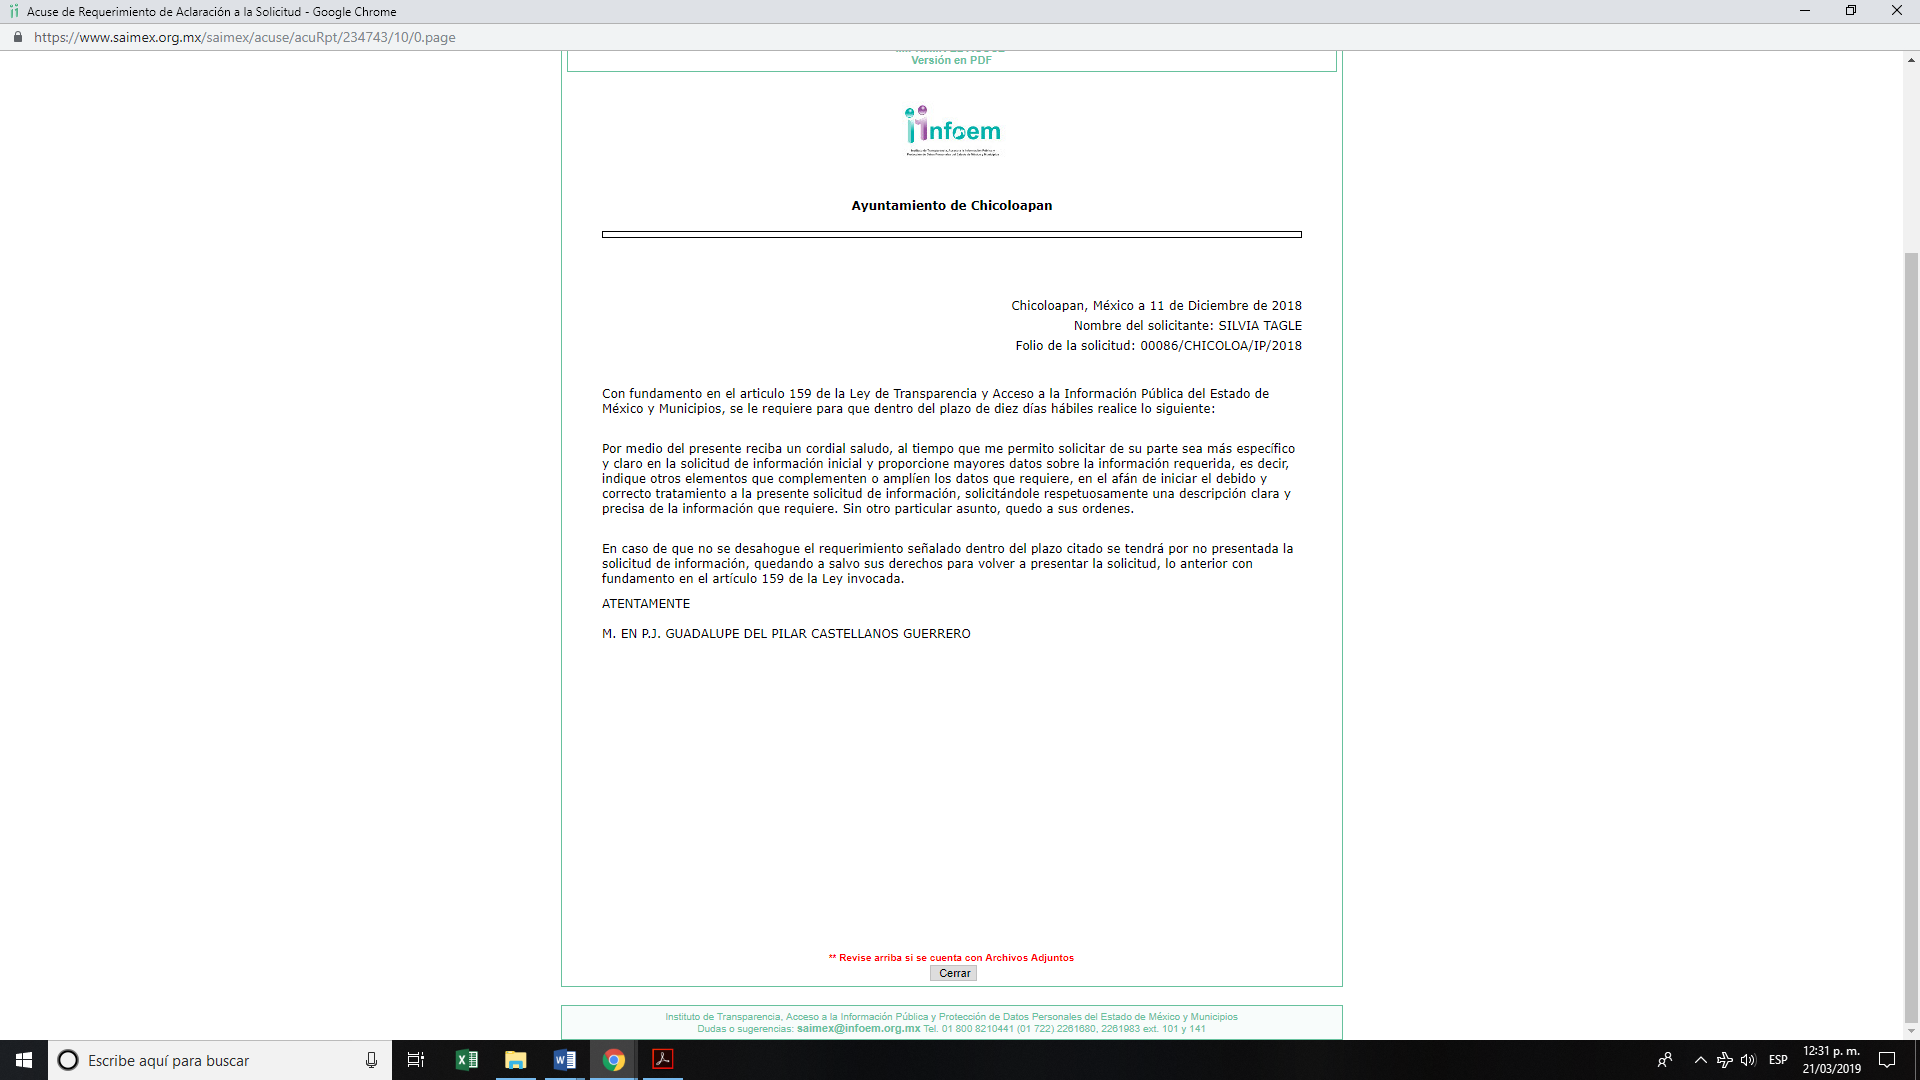 Acuse de Requerimiento de Aclaración a la Solicitud - Google Chrome
https://www.saimex.org.mx/saimex/acuse/acuRpt/234743/10/0.page
Versión en PDF
infoem
Ayuntamiento de Chicoloapan
Chicoloapan, México a 11 de Diciembre de 2018
Nombre del solicitante: SILVIA TAGLE
Folio de la solicitud: 00086/CHICOLOA/IP/2018
Con fundamento en el articulo 159 de la Ley de Transparencia y Acceso a la Información Pública del Estado de
México y Municipios, se le requiere para que dentro del plazo de diez días hábiles realice lo siguiente:
Por medio del presente reciba un cordial saludo, al tiempo que me permito solicitar de su parte sea más específico
y claro en la solicitud de información inicial y proporcione mayores datos sobre la información requerida, es decir,
indique otros elementos que complementen o amplíen los datos que requiere, en el afán de iniciar el debido y
correcto tratamiento a la presente solicitud de información, solicitándole respetuosamente una descripción clara y
precisa de la información que requiere. Sin otro particular asunto, quedo a sus ordenes.
En caso de que no se desahogue el requerimiento señalado dentro del plazo citado se tendrá por no presentada la
solicitud de información, quedando a salvo sus derechos para volver a presentar la solicitud, lo anterior con
fundamento en el artículo 159 de la Ley invocada.
ATENTAMENTE
M. EN P.J. GUADALUPE DEL PILAR CASTELLANOS GUERRERO
** Revise arriba si se cuenta con Archivos Adjuntos
Cerrar
Instituto de Transparencia, Acceso a la Información Pública y Protección de Datos Personales del Estado de México y Municipios
Dudas o sugerencias: saimex@infoem.org.mx Tel. 01 800 8210441 (01 722) 2261680, 2261983 ext. 101 y 141
Escribe aquí para buscar
ESP
12:31 p. m.
21/03/2019